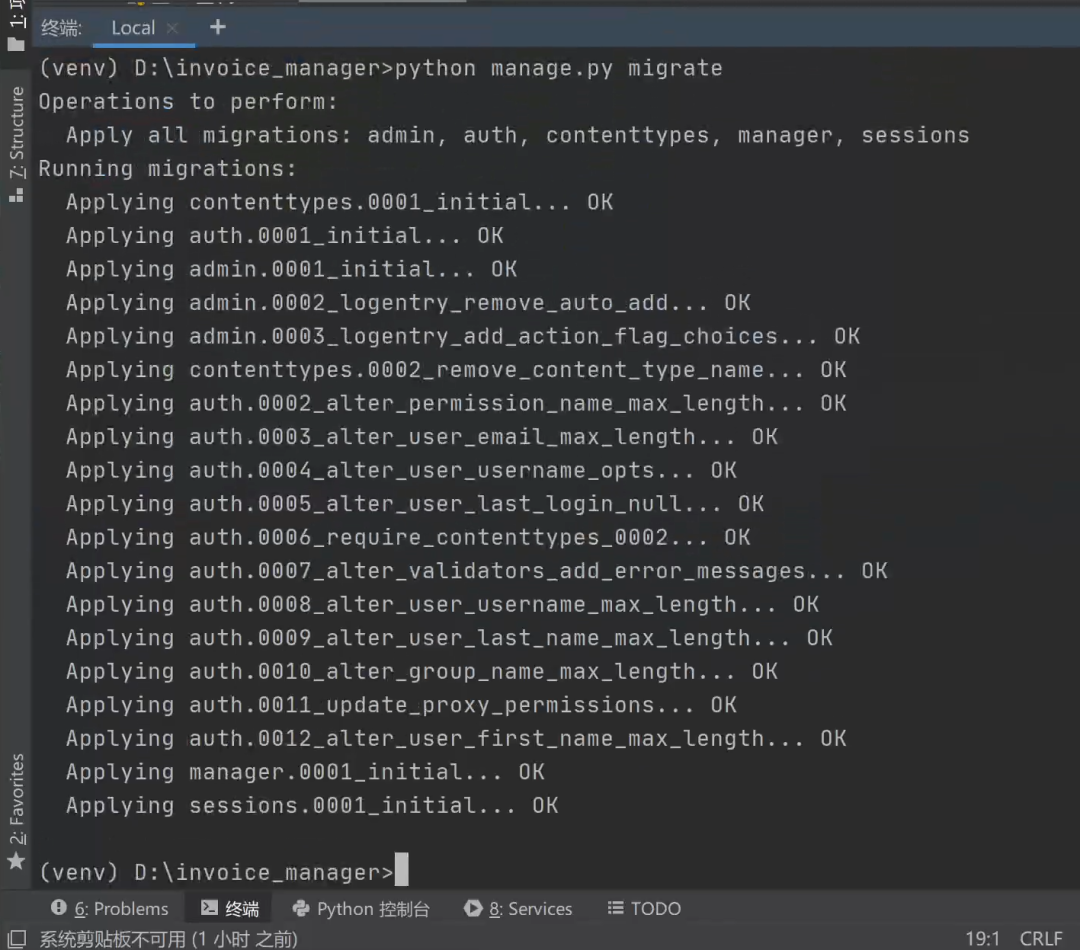 终端: Local × +
(venv) D:\invoice_manager>python manage.py migrate
Operations to perform:
Apply all migrations: admin, auth, contenttypes, manager, sessions
Running migrations:
Applying contenttypes.0001_initial... OK
Applying auth.0001_initial... OK
Applying admin.0001_initial... OK
Applying admin.0002_logentry_remove_auto_add... OK
Applying admin.0003_logentry_add_action_flag_choices... OK
Applying contenttypes.0002_remove_content_type_name... OK
Applying auth.0002_alter_permission_name_max_length... OK
Applying auth.0003_alter_user_email_max_length... OK
Applying auth.0004_alter_user_username_opts... OK
Applying auth.0005_alter_user_last_login_null... OK
Applying auth.0006_require_contenttypes_0002... OK
Applying auth.0007_alter_validators_add_error_messages... OK
Applying auth.0008_alter_user_username_max_length... OK
Applying auth.0009_alter_user_last_name_max_length... OK
Applying auth.0010_alter_group_name_max_length... OK
Applying auth.0011_update_proxy_permissions... OK
Applying auth.0012_alter_user_first_name_max_length... OK
Applying manager.0001_initial... OK
Applying sessions.0001_initial... OK
(venv) D:\invoice_manager>
1:
7: Structure
2: Favorites
6: Problems 终端 Python 控制台 8: Services TODO
系统剪贴板不可用 (1 小时 之前) 19:1 CRLF